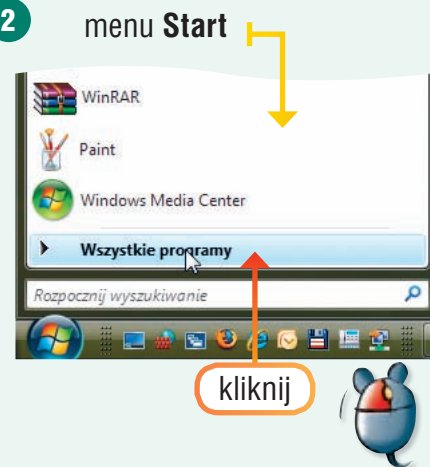 2
menu Start
WinRAR
Paint
Windows Media Center
Wszystkie programy
Rozpocznij wyszukiwanie
kliknij